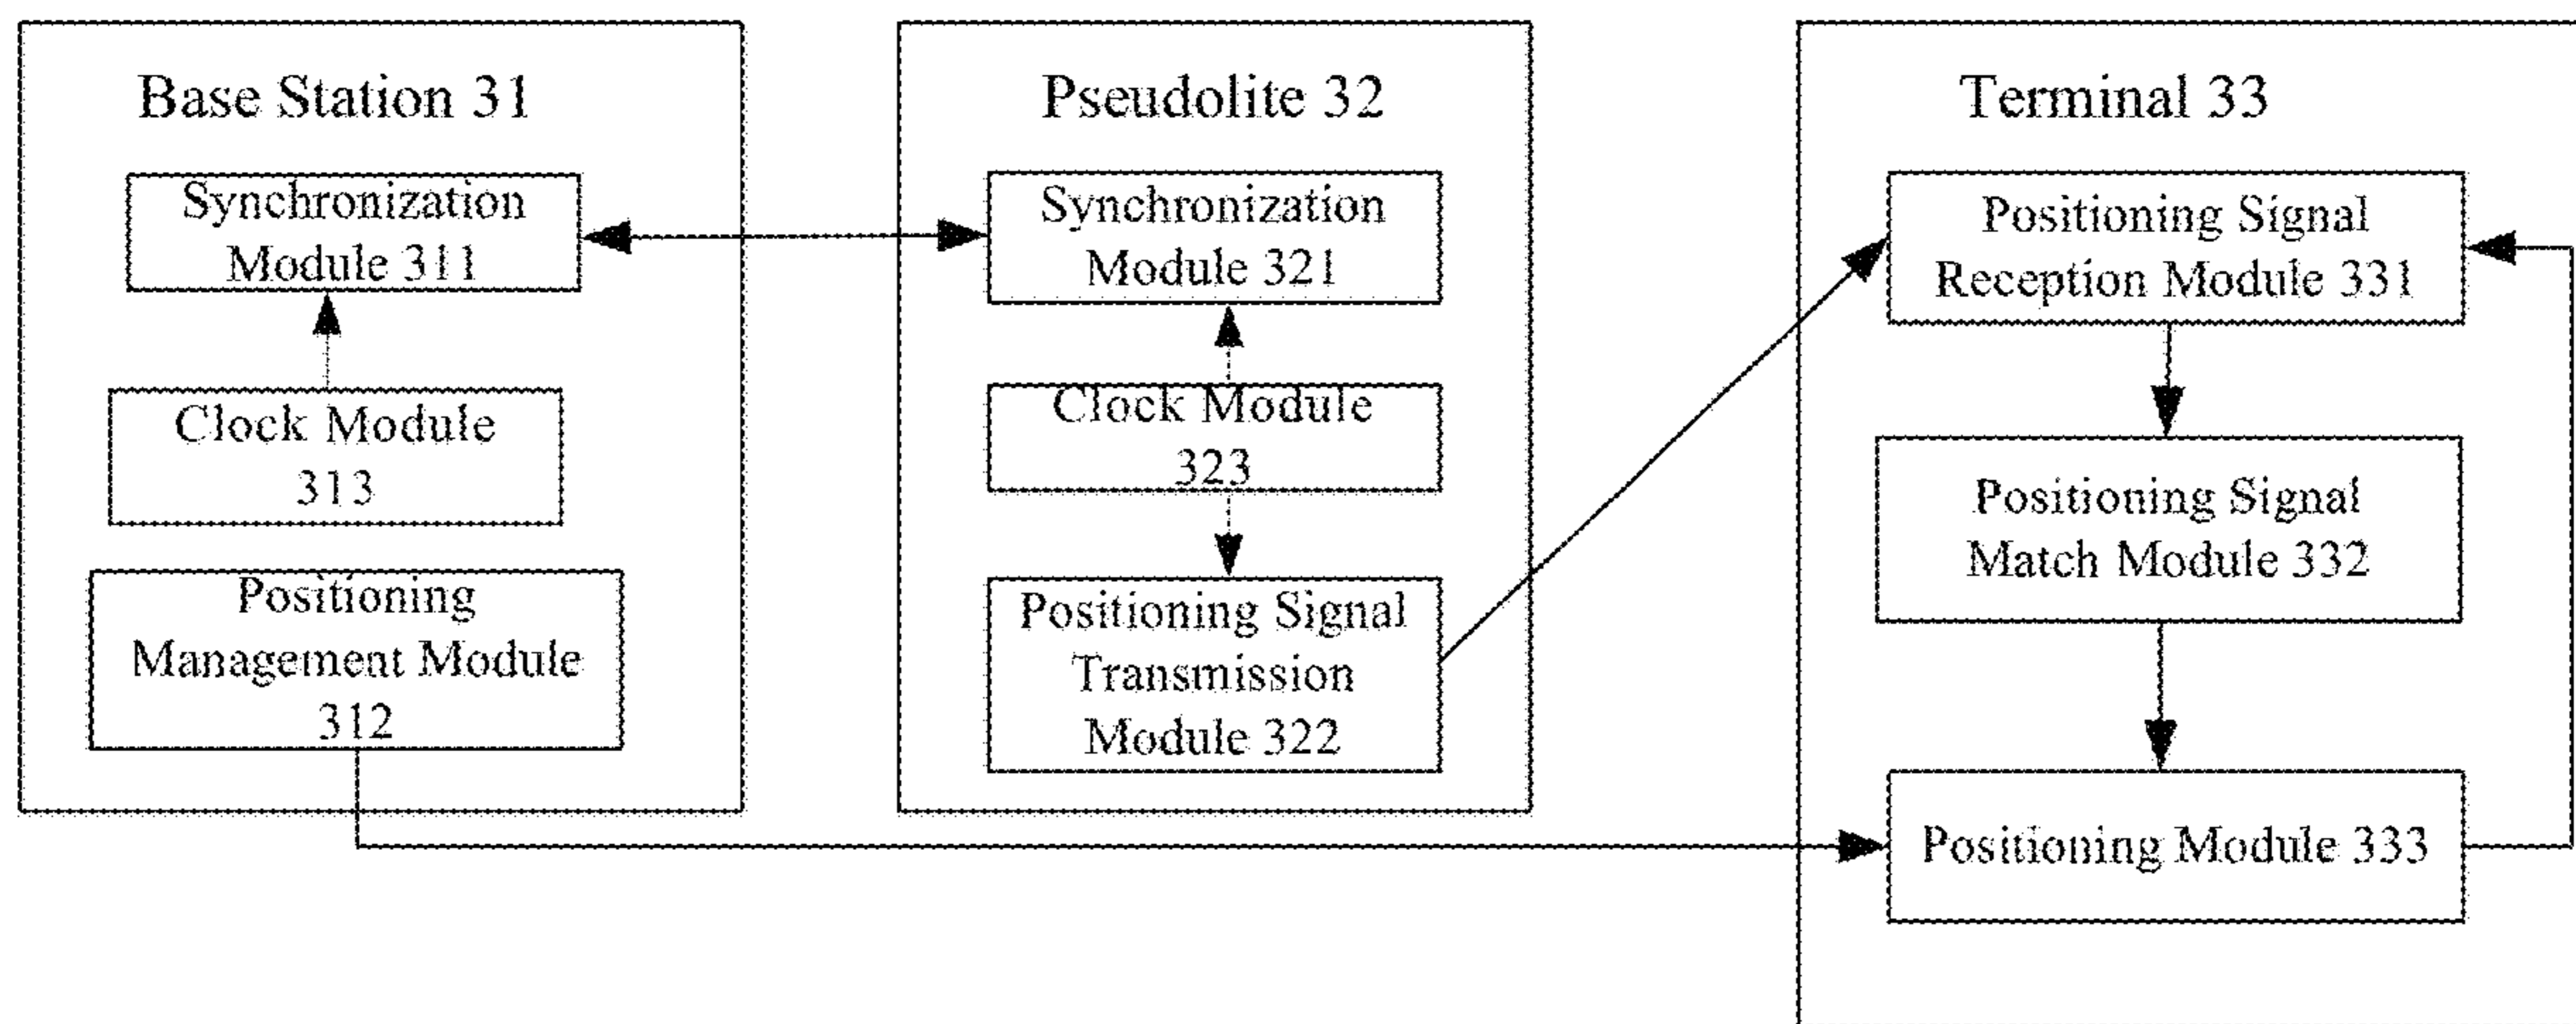 Base Station 31
Synchronization
Module 311
Clock Module
313
Positioning
Management Module
312
Pseudolite 32
Synchronization
Module 321
Clock Module
323
Positioning Signal
Transmission
Module 322
Terminal 33
Positioning Signal
Reception Module 331
Positioning Signal
Match Module 332
Positioning Module 333